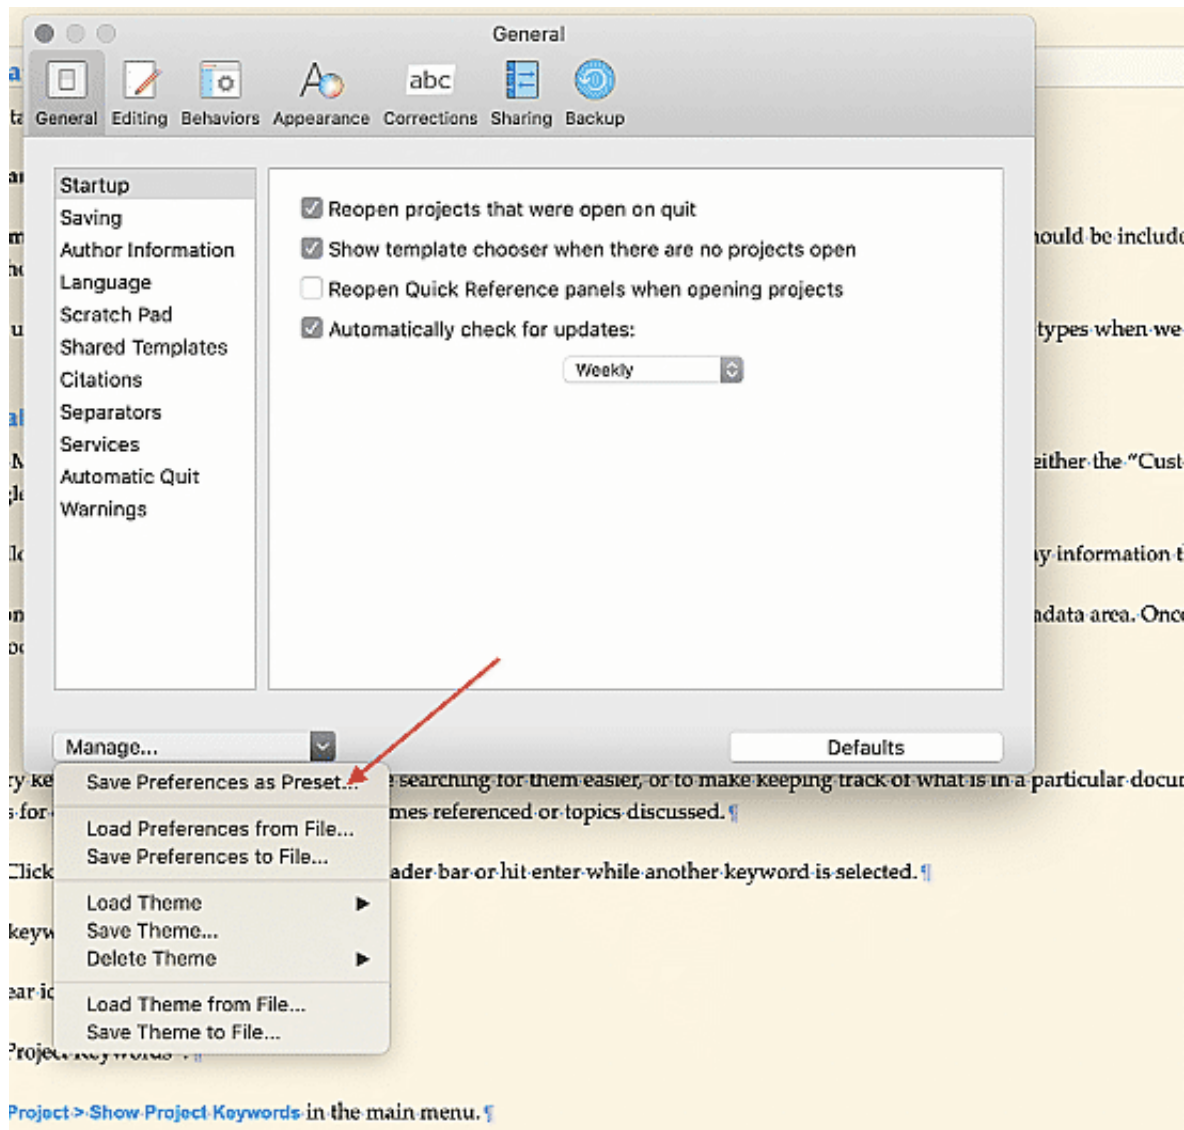 General
General Editing Behaviors Appearance abc Corrections Sharing Backup
Startup
Saving
Author Information
Language
Scratch Pad
Shared Templates
Citations
Separators
Services
Automatic Quit
Warnings
Reopen projects that were open on quit
Show template chooser when there are no projects open
Reopen Quick Reference panels when opening projects
Automatically check for updates:
Weekly
be
types when we
either the “Cust
information
area. Once
Manage...
Defaults
Save Preferences as Preset...
Load Preferences from File...
Save Preferences to File...
Load Theme
Save Theme...
Delete Theme
Load Theme from File...
Save Theme to File...
searching for them easier, or to make keeping track of what is in a particular
referenced or topics discussed. ¶
Click bar or hit enter while another keyword is selected. ¶
Project > Show Project Keywords in the main menu. ¶